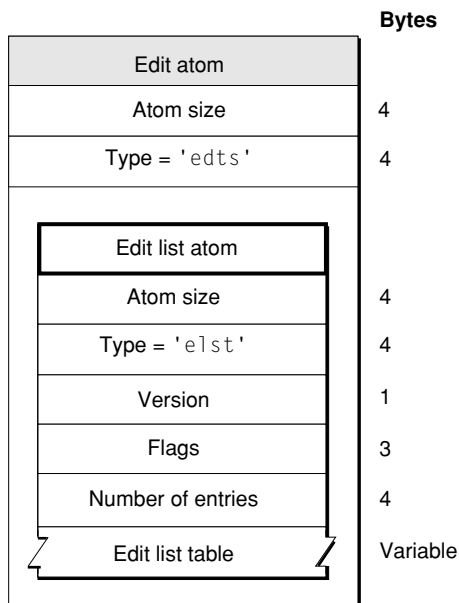 Bytes
Edit atom
Atom size 4
Type = 'edts' 4
Edit list atom
Atom size 4
Type = 'elst' 4
Version 1
Flags 3
Number of entries 4
Edit list table Variable